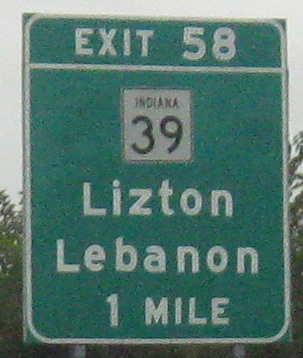 EXIT 58
INDIANA
39
Lizton
Lebanon
1 MILE